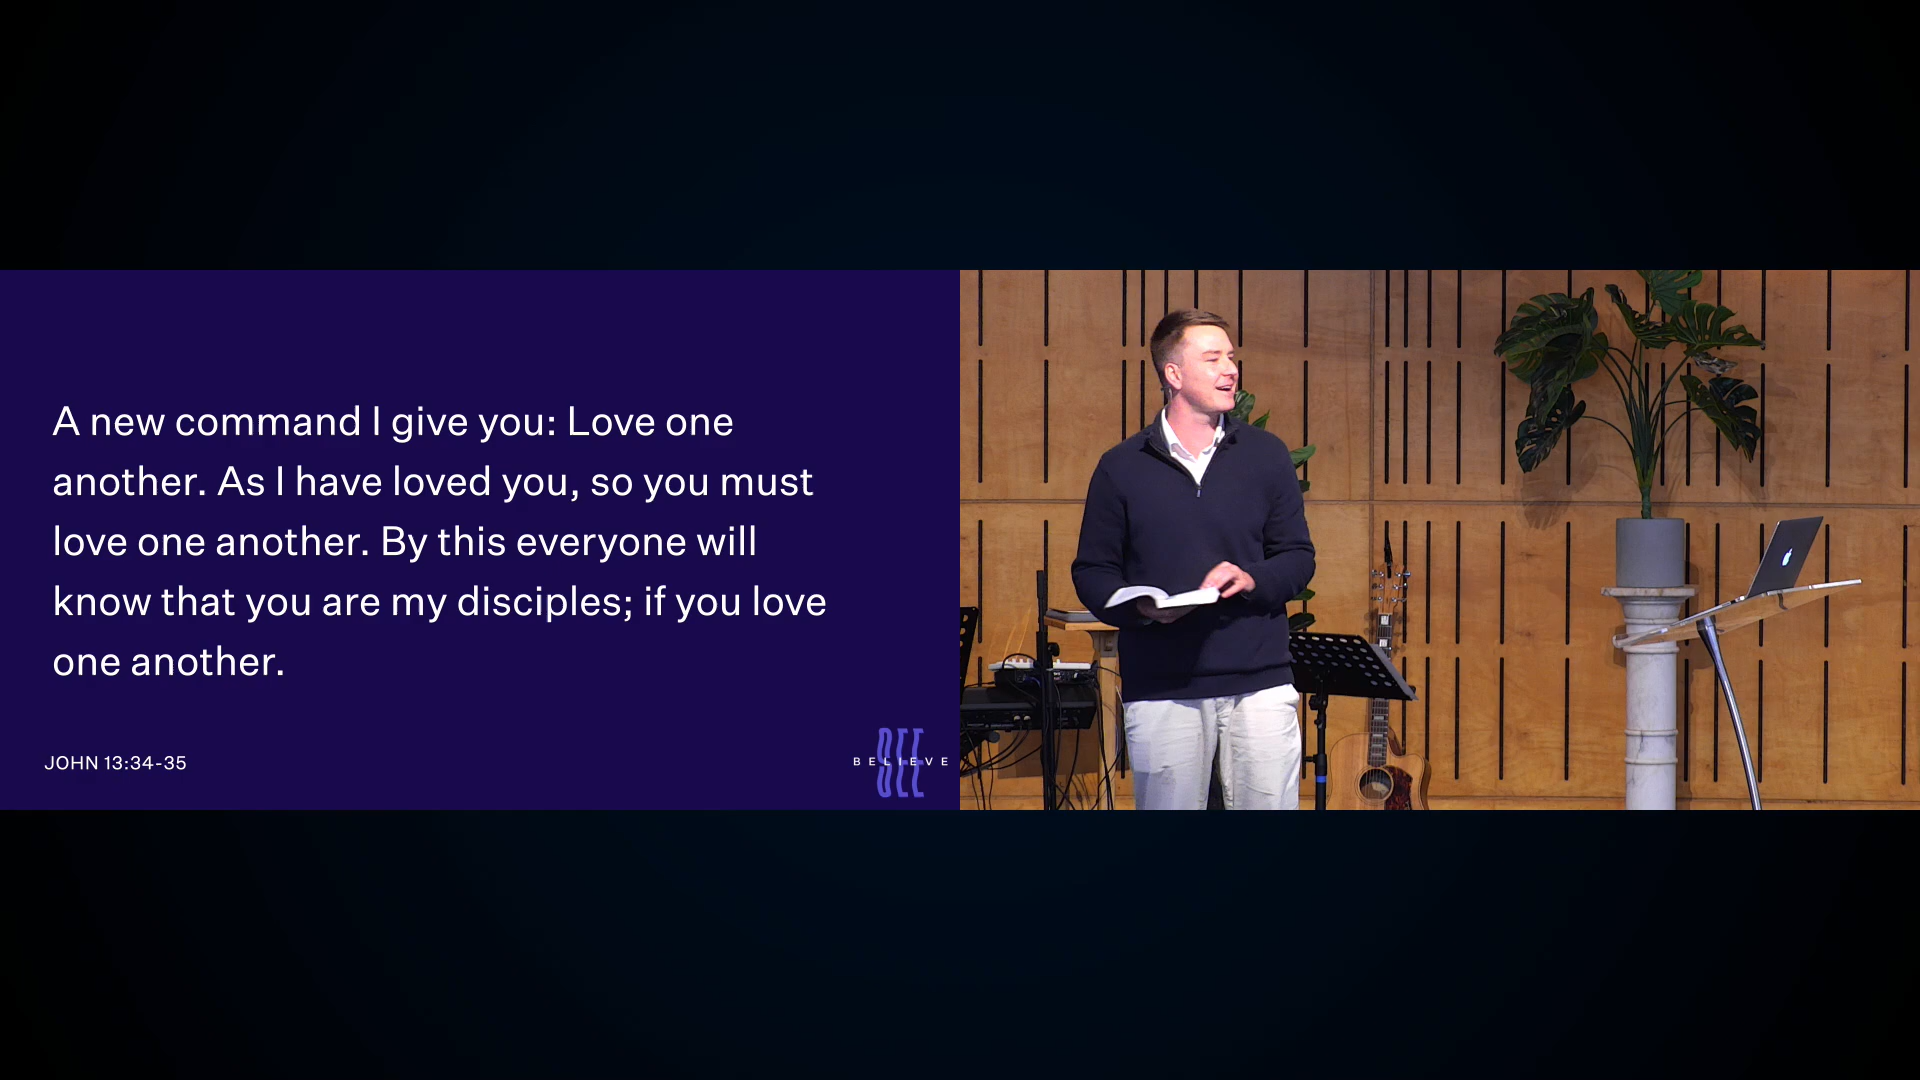 A new command I give you: Love one
another. As I have loved you, so you must
love one another. By this everyone will
know that you are my disciples; if you love
one another.
JOHN 13:34-35
SEE
BELIEVE